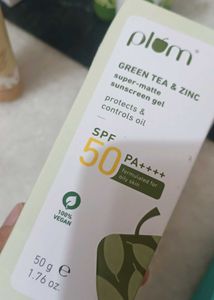 plum
GREEN TEA & ZINC
super-matte
sunscreen gel
protects &
controls oil
SPF
50 PA++++
formulated for
oily skin
100%
VEGAN
50 g e
1.76 oz.